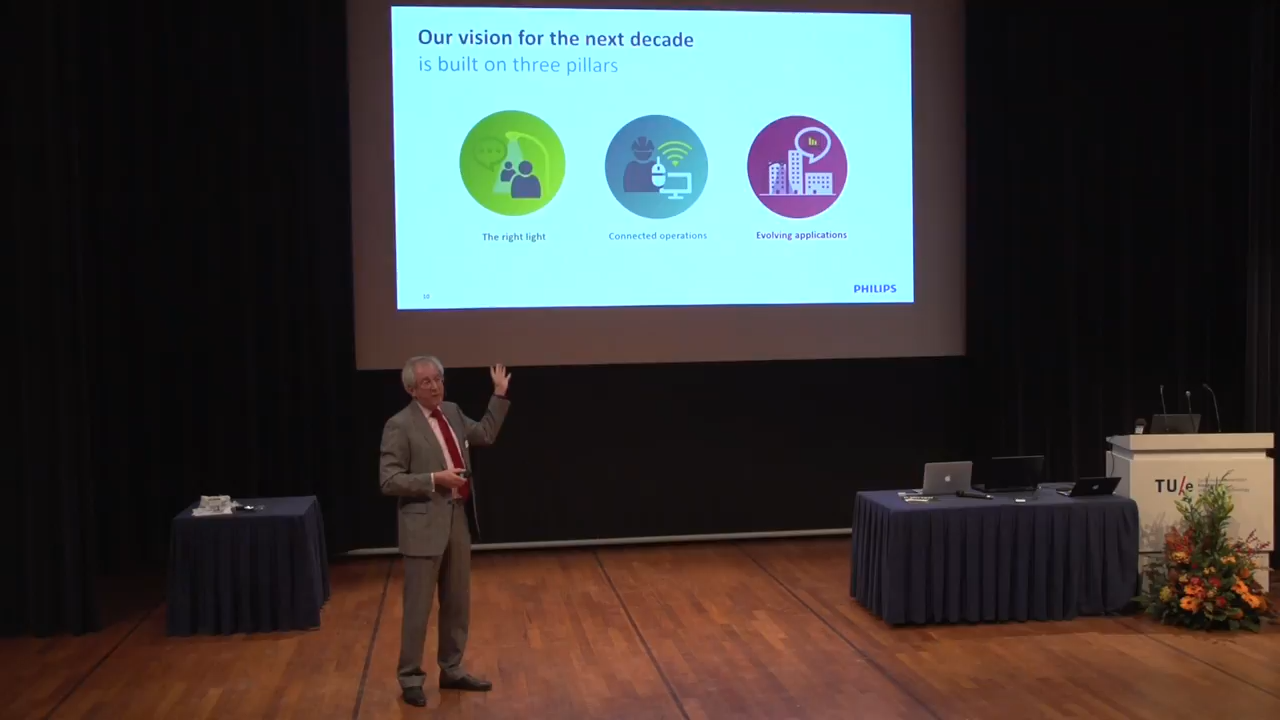 Our vision for the next decade
is built on three pillars
The right light
Connected operations
Evolving applications
10
PHILIPS
TU/e